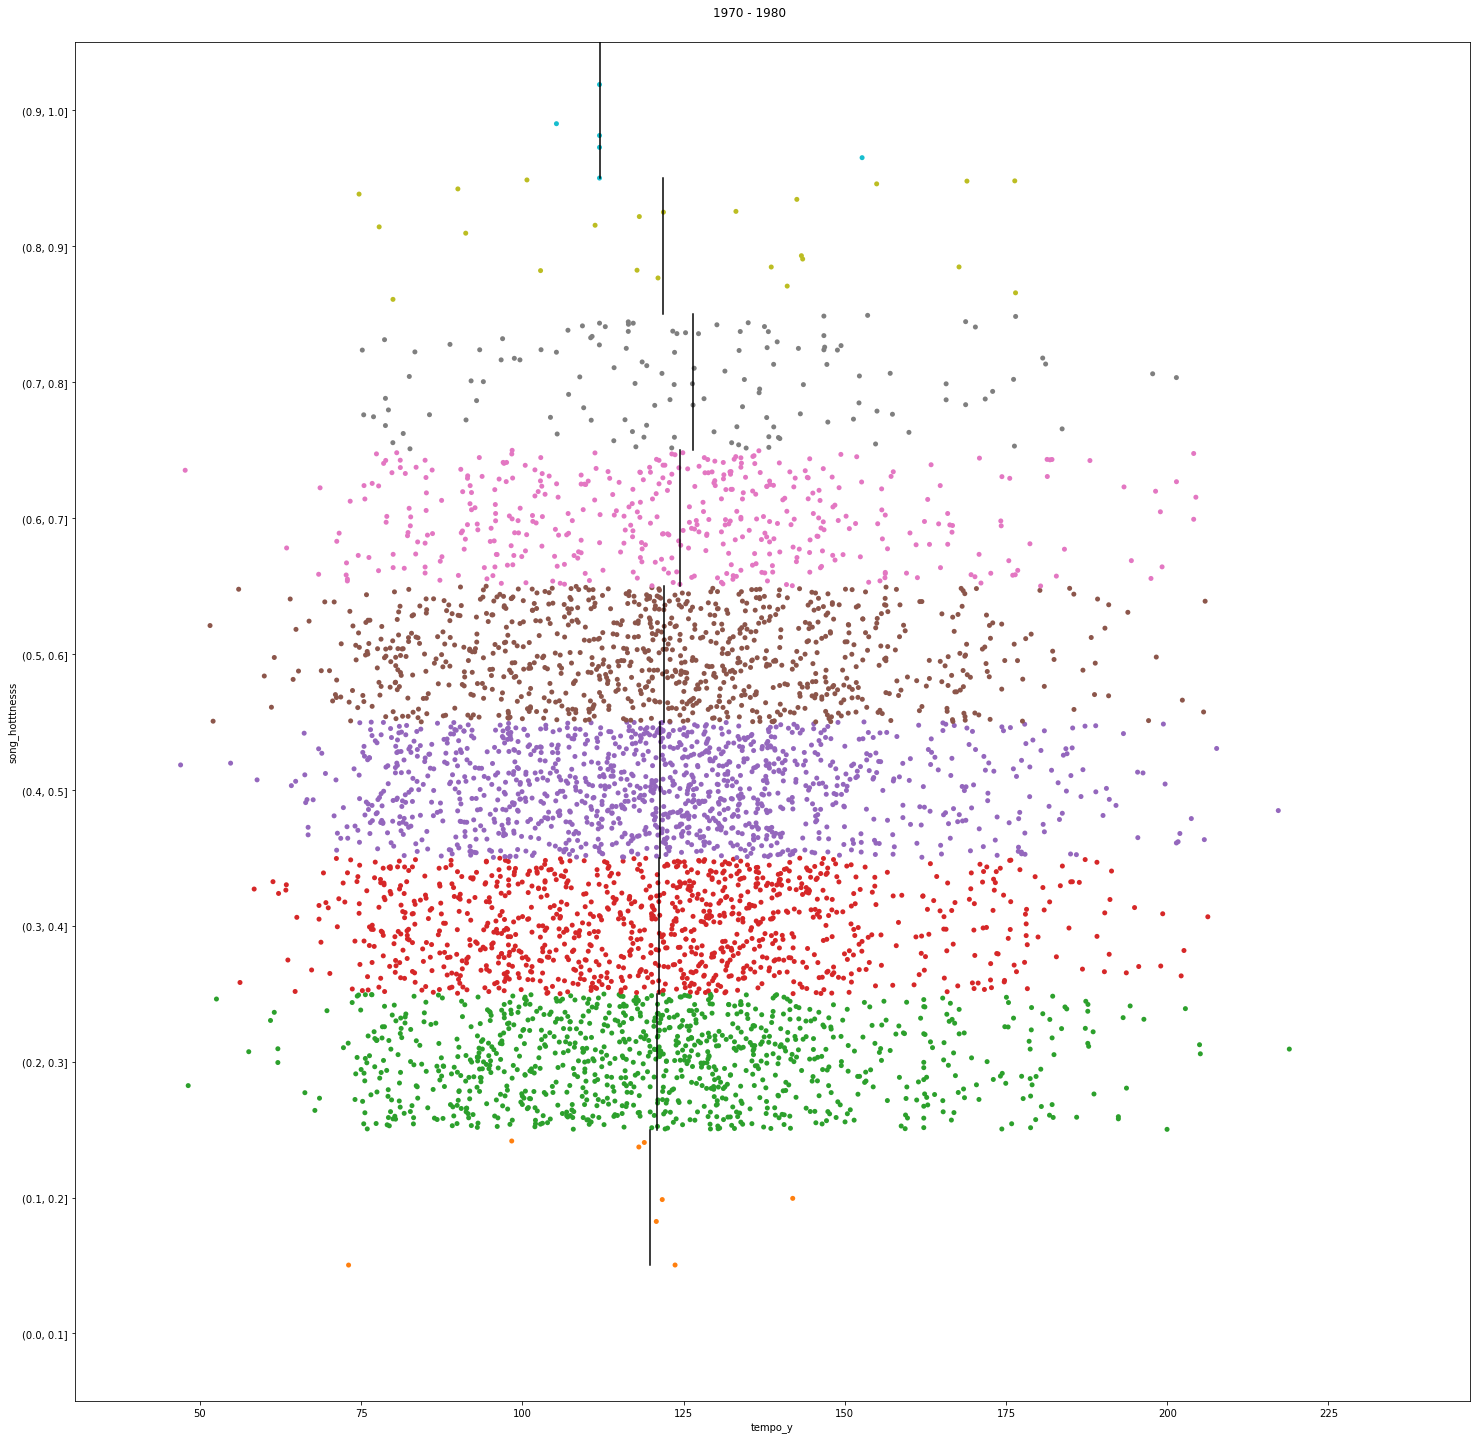 1970 - 1980
(0.9, 1.0]
(0.8, 0.9]
(0.7, 0.8]
(0.6, 0.7]
(0.5, 0.6]
(0.4, 0.5]
(0.3, 0.4]
(0.2, 0.3]
(0.1, 0.2]
(0.0, 0.1]
song_hotttnesss
50 75 100 125 150 175 200 225
tempo_y